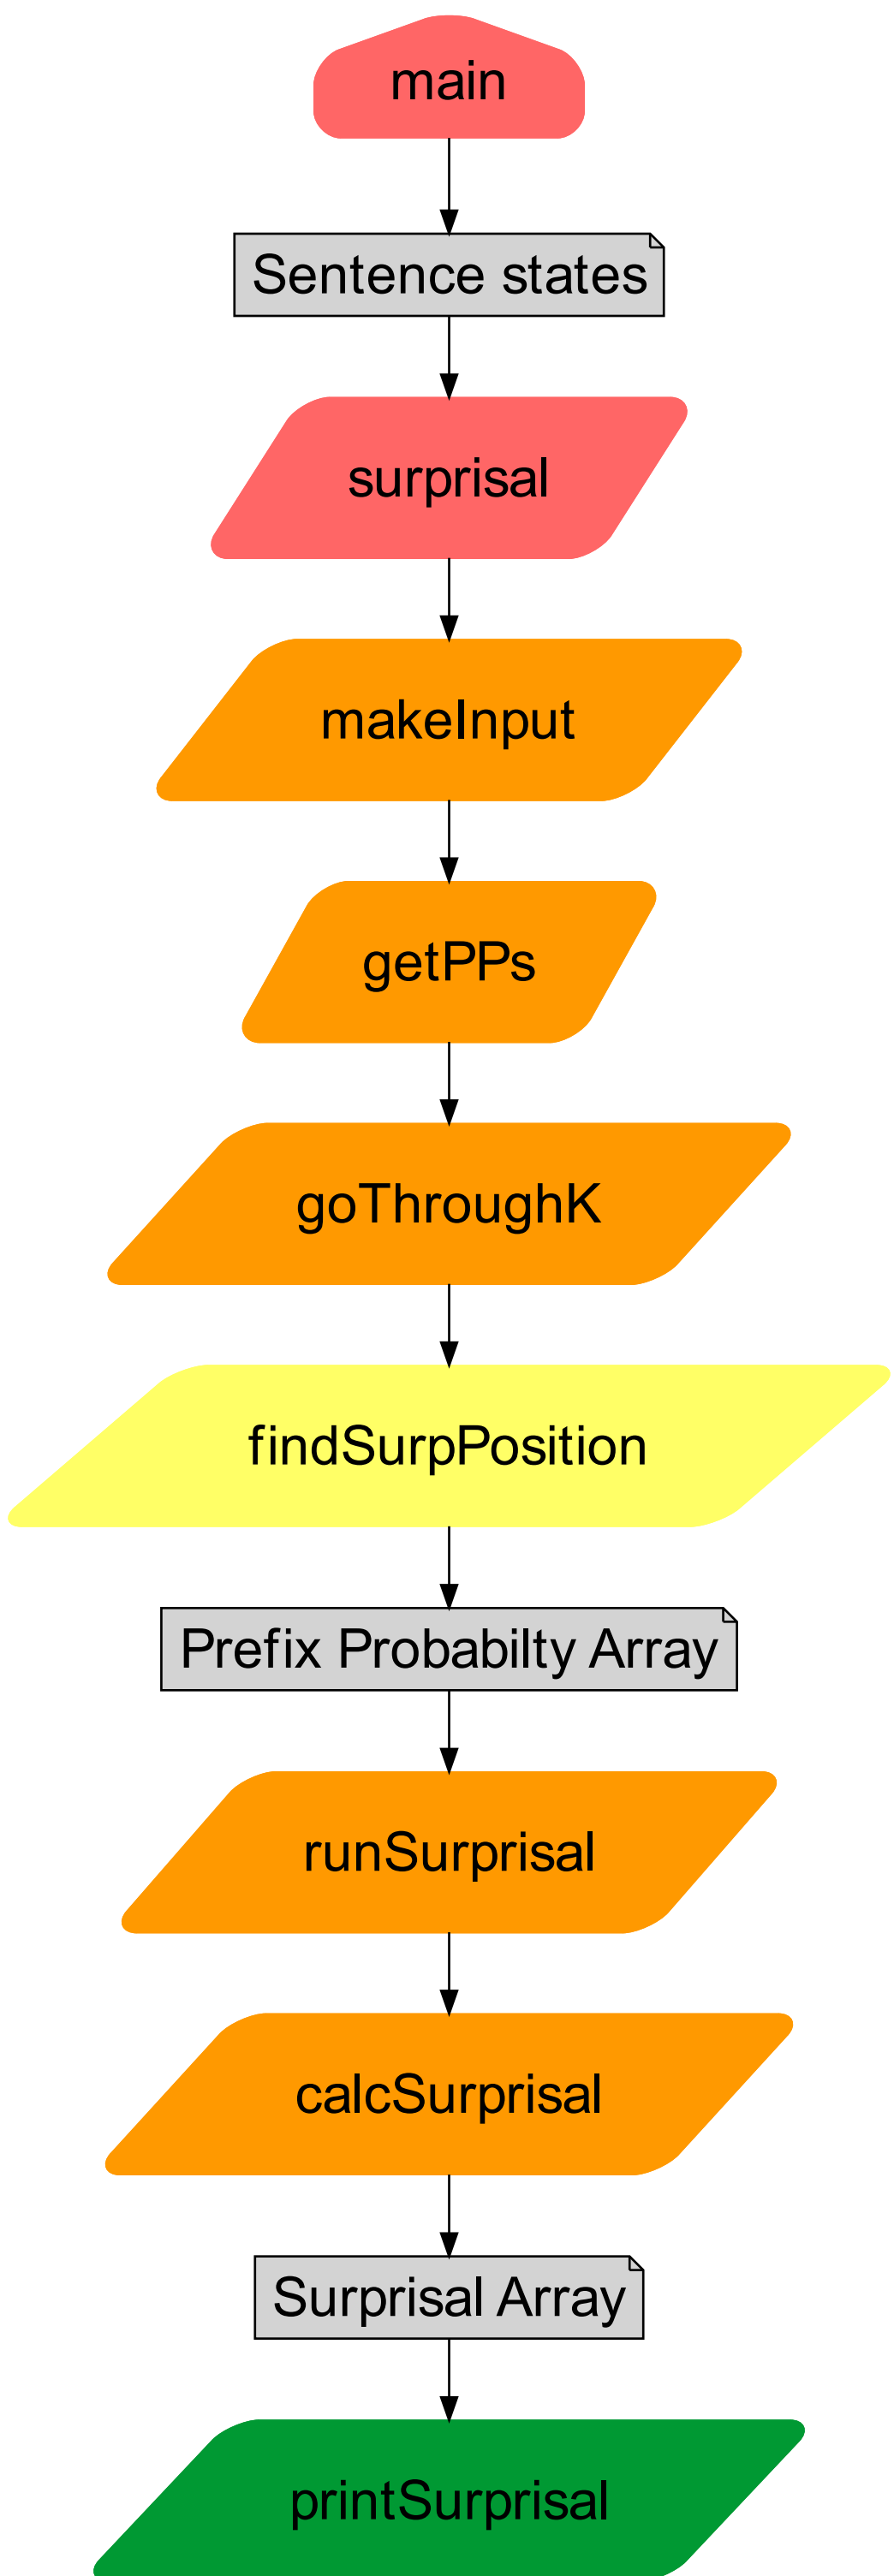 main
Sentence states
surprisal
makeInput
getPPs
goThroughK
findSurpPosition
Prefix Probabilty Array
runSurprisal
calcSurprisal
Surprisal Array
printSurprisal